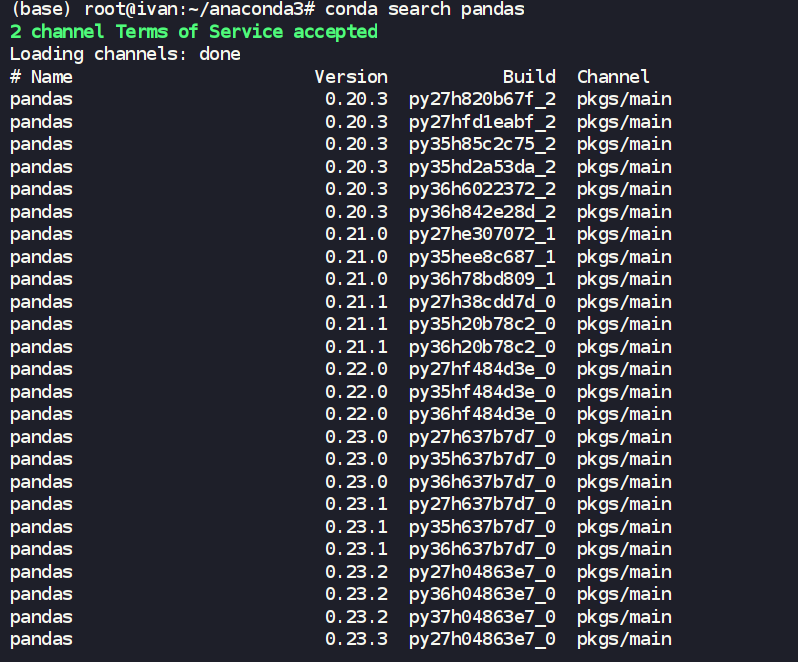 (base) root@ivan:~/anaconda3# conda search pandas
2 channel Terms of Service accepted
Loading channels: done
# Name Version Build Channel
pandas 0.20.3 py27h820b67f_2 pkgs/main
pandas 0.20.3 py27hfd1eabf_2 pkgs/main
pandas 0.20.3 py35h85c2c75_2 pkgs/main
pandas 0.20.3 py35hd2a53da_2 pkgs/main
pandas 0.20.3 py36h6022372_2 pkgs/main
pandas 0.20.3 py36h842e28d_2 pkgs/main
pandas 0.21.0 py27he307072_1 pkgs/main
pandas 0.21.0 py35hee8c687_1 pkgs/main
pandas 0.21.0 py36h78bd809_1 pkgs/main
pandas 0.21.1 py27h38cdd7d_0 pkgs/main
pandas 0.21.1 py35h20b78c2_0 pkgs/main
pandas 0.21.1 py36h20b78c2_0 pkgs/main
pandas 0.22.0 py27hf484d3e_0 pkgs/main
pandas 0.22.0 py35hf484d3e_0 pkgs/main
pandas 0.22.0 py36hf484d3e_0 pkgs/main
pandas 0.23.0 py27h637b7d7_0 pkgs/main
pandas 0.23.0 py35h637b7d7_0 pkgs/main
pandas 0.23.0 py36h637b7d7_0 pkgs/main
pandas 0.23.1 py27h637b7d7_0 pkgs/main
pandas 0.23.1 py35h637b7d7_0 pkgs/main
pandas 0.23.1 py36h637b7d7_0 pkgs/main
pandas 0.23.2 py27h04863e7_0 pkgs/main
pandas 0.23.2 py36h04863e7_0 pkgs/main
pandas 0.23.2 py37h04863e7_0 pkgs/main
pandas 0.23.3 py27h04863e7_0 pkgs/main